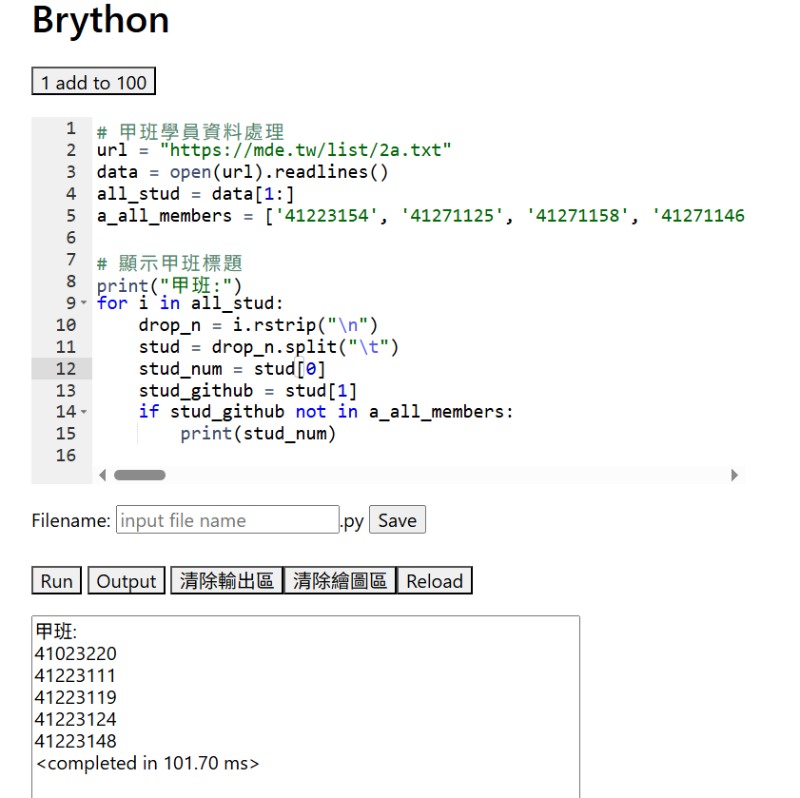 Brython
1 add to 100
1 # 甲班學員資料處理
2 url = "https://mde.tw/list/2a.txt"
3 data = open(url).readlines()
4 all_stud = data[1:]
5 a_all_members = ['41223154', '41271125', '41271158', '41271146
6
7 # 顯示甲班標題
8 print("甲班:")
9 for i in all_stud:
10     drop_n = i.rstrip("\n")
11     stud = drop_n.split("\t")
12     stud_num = stud[0]
13     stud_github = stud[1]
14     if stud_github not in a_all_members:
15         print(stud_num)
16
Filename: input file name .py Save
Run Output 清除輸出區 清除繪圖區 Reload
甲班:
41023220
41223111
41223119
41223124
41223148
<completed in 101.70 ms>